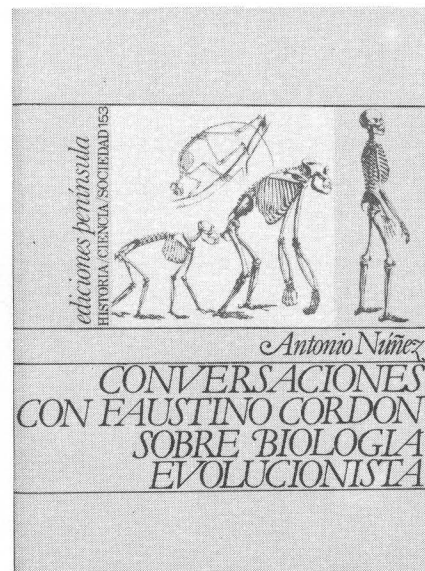 ediciones península
HISTORIA/CIENCIA/SOCIEDAD 153
Antonio Núñez
CONVERSACIONES
CON FAUSTINO CORDON
SOBRE BIOLOGIA
EVOLUCIONISTA